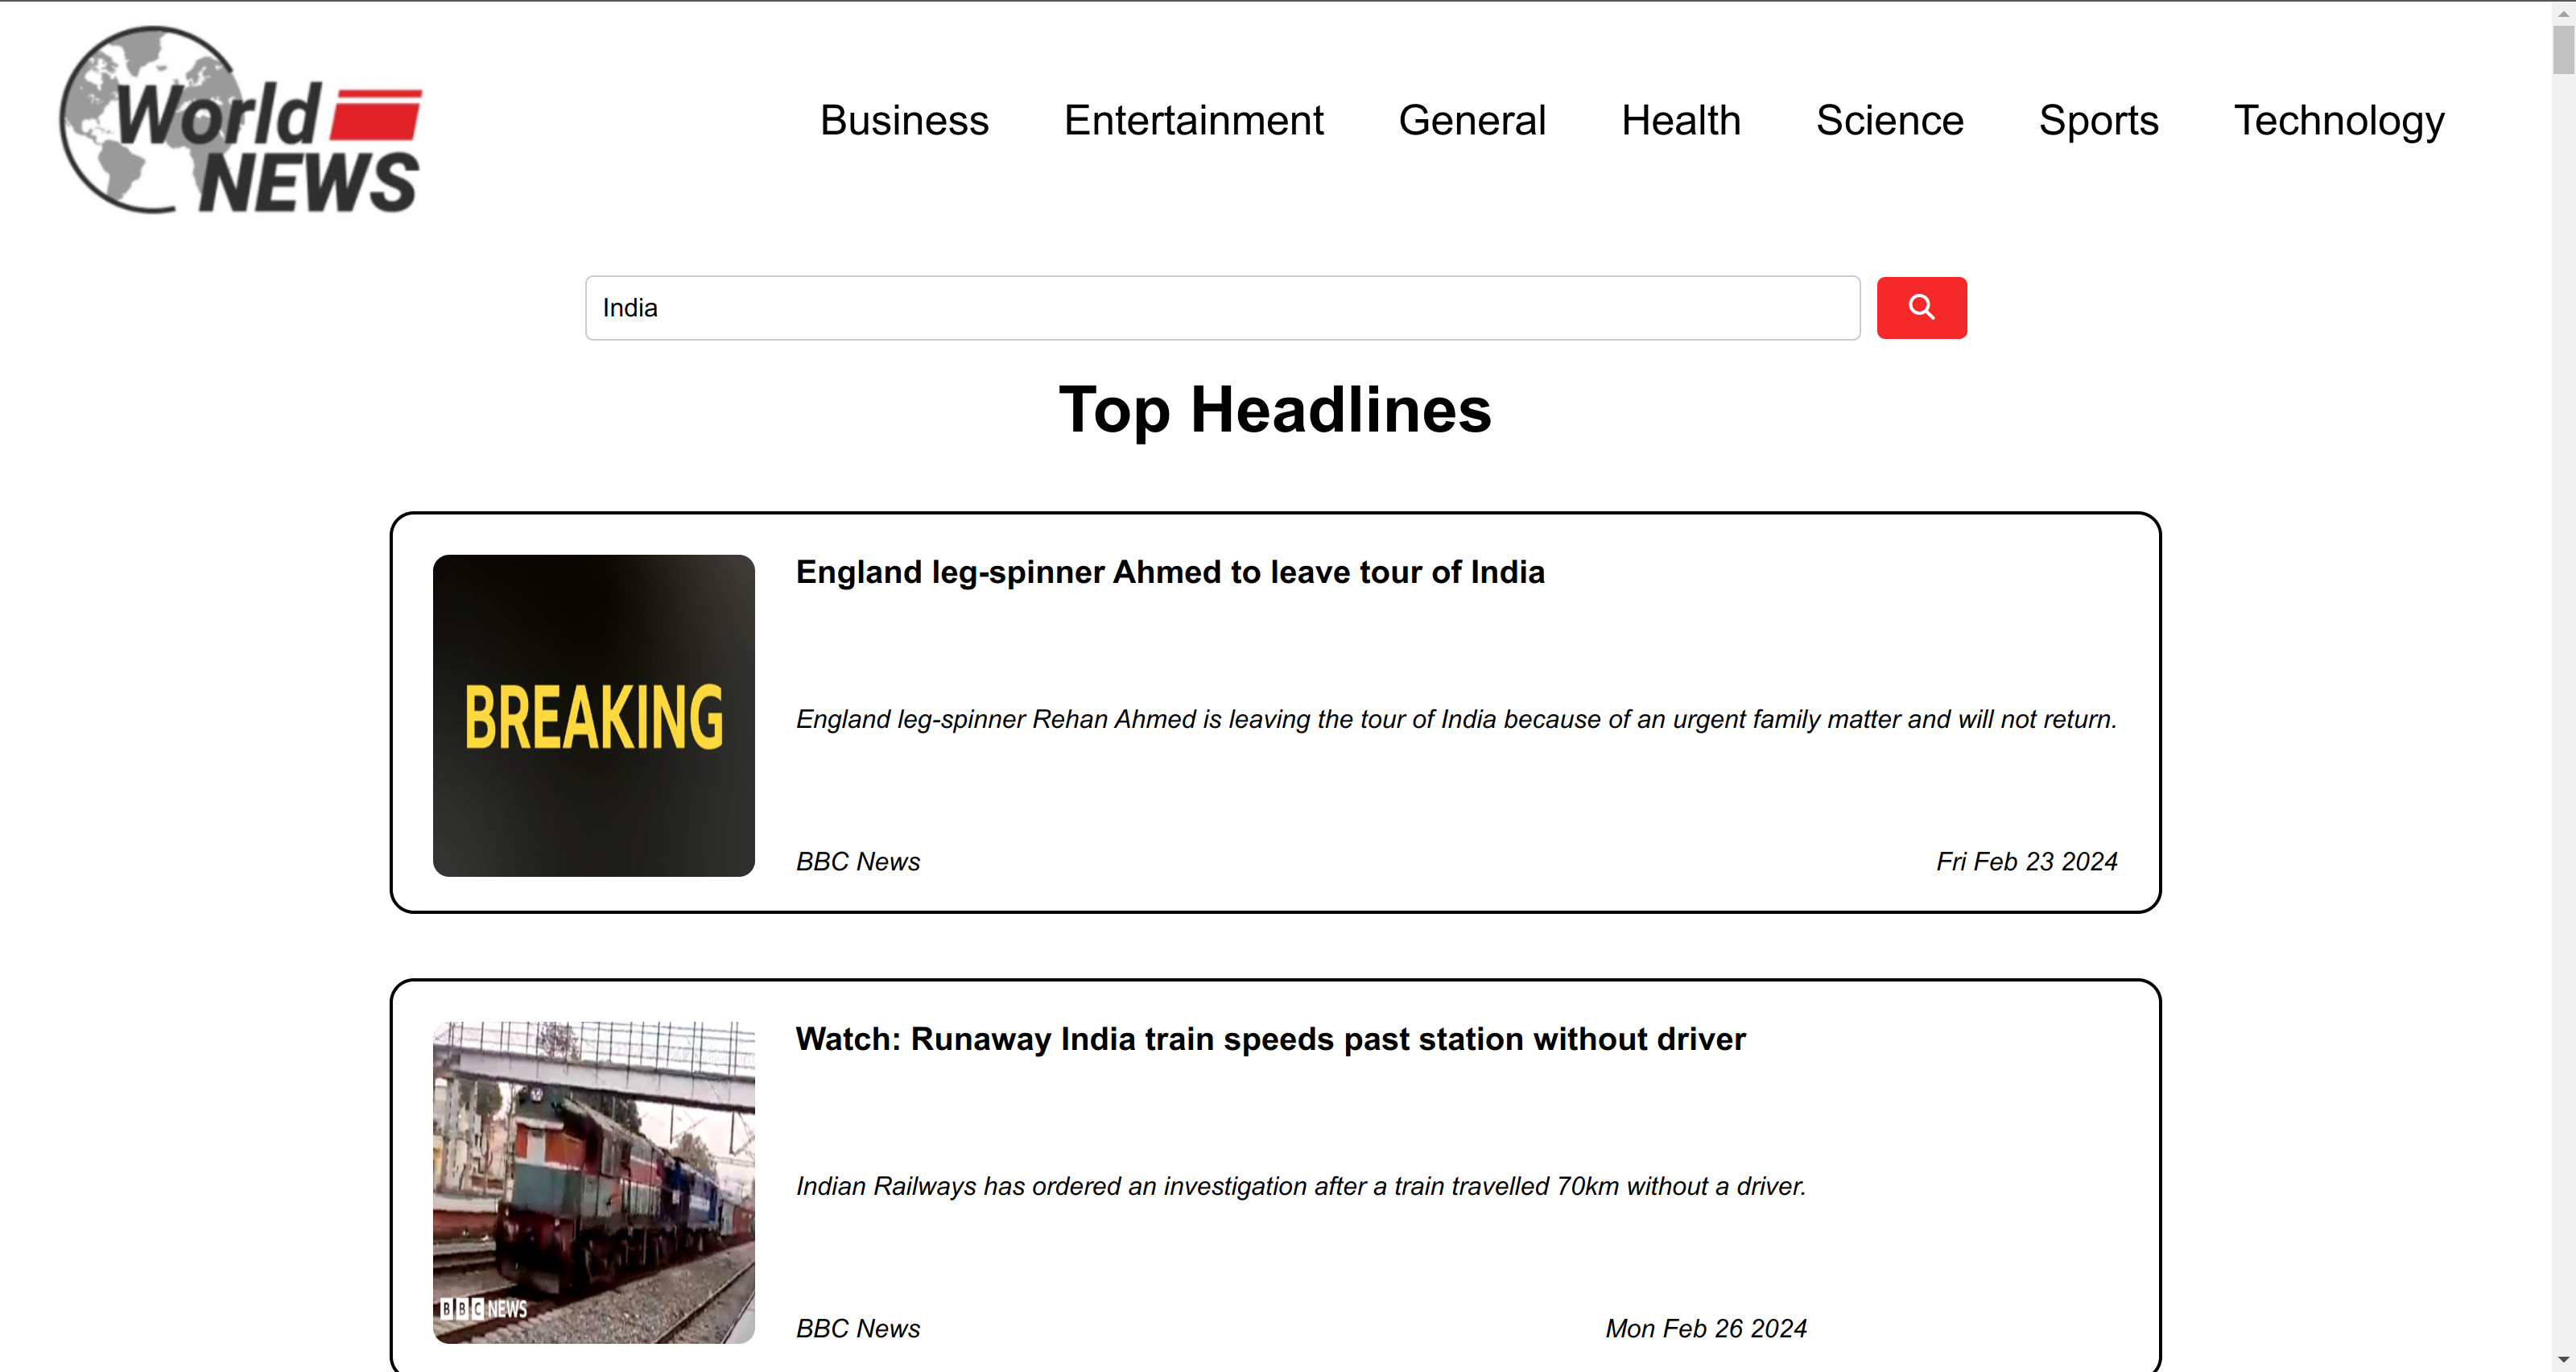 World
NEWS
Business Entertainment General Health Science Sports Technology
India
Top Headlines
England leg-spinner Ahmed to leave tour of India
BREAKING
England leg-spinner Rehan Ahmed is leaving the tour of India because of an urgent family matter and will not return.
BBC News Fri Feb 23 2024
Watch: Runaway India train speeds past station without driver
Indian Railways has ordered an investigation after a train travelled 70km without a driver.
BBC NEWS
BBC News Mon Feb 26 2024